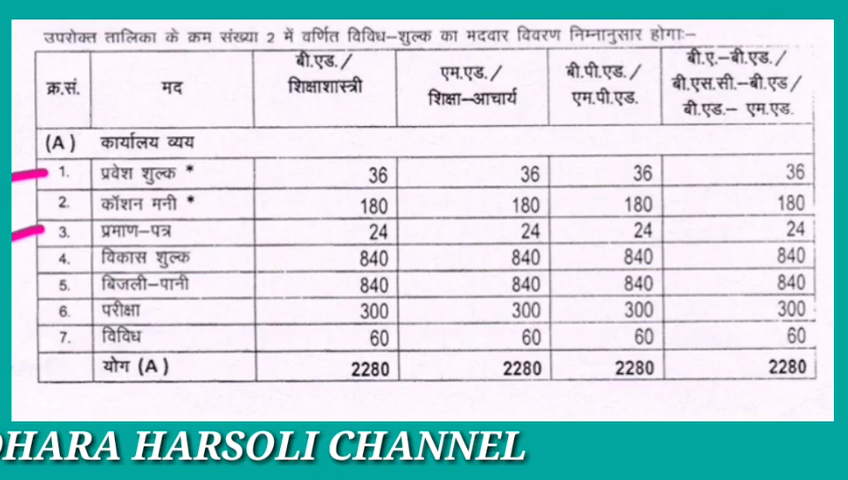 उपरोक्त तालिका के क्रम संख्या 2 में वर्णित विविध–शुल्क का मदवार विवरण निम्नानुसार होगाः–
क्र.सं. मद बी.एड. / शिक्षाशास्त्री एम.एड. / शिक्षा–आचार्य बी.पी.एड. / एम.पी.एड. बी.ए.–बी.एड. / बी.एस.सी.–बी.एड / बी.एड.– एम.एड.
(A) कार्यालय व्यय
1. प्रवेश शुल्क * 36 36 36 36
2. कॉशन मनी * 180 180 180 180
3. प्रमाण–पत्र 24 24 24 24
4. विकास शुल्क 840 840 840 840
5. बिजली–पानी 840 840 840 840
6. परीक्षा 300 300 300 300
7. विविध 60 60 60 60
योग (A) 2280 2280 2280 2280
HARSOLI CHANNEL